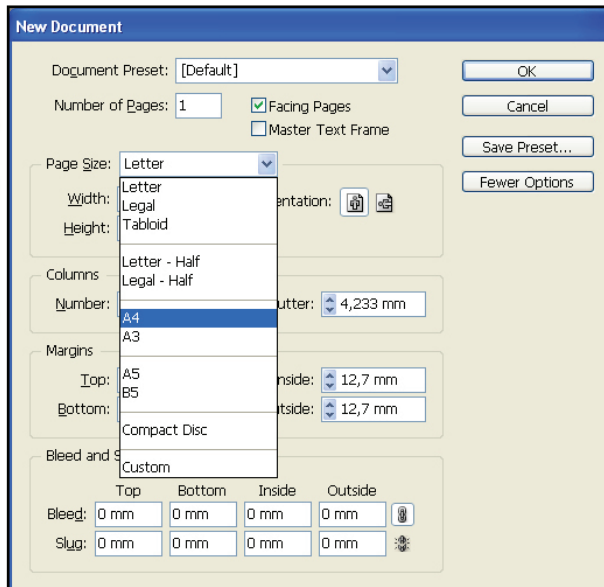 New Document
Document Preset: [Default]
OK
Number of Pages: 1 Facing Pages
Cancel
Master Text Frame
Save Preset...
Page Size: Letter
Fewer Options
Letter
Width: Legal entation:
Tabloid
Height:
Letter - Half
Columns Legal - Half
Number: utter: 4,233 mm
A4
A3
Margins
Top: A5 nside: 12,7 mm
B5
Bottom: tside: 12,7 mm
Compact Disc
Bleed and S
Custom
Top Bottom Inside Outside
Bleed: 0 mm 0 mm 0 mm 0 mm
Slug: 0 mm 0 mm 0 mm 0 mm